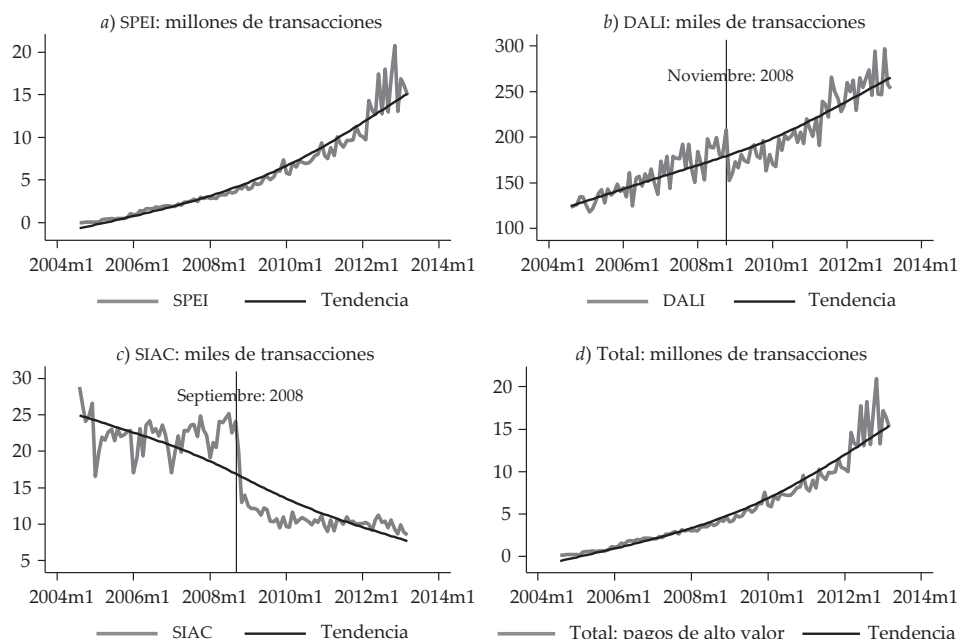 a) SPEI: millones de transacciones
20
15
10
5
0
2004m1 2006m1 2008m1 2010m1 2012m1 2014m1
SPEI Tendencia
b) DALI: miles de transacciones
300
250
200
150
100
Noviembre: 2008
2004m1 2006m1 2008m1 2010m1 2012m1 2014m1
DALI Tendencia
c) SIAC: miles de transacciones
30
25
20
15
10
5
Septiembre: 2008
2004m1 2006m1 2008m1 2010m1 2012m1 2014m1
SIAC Tendencia
d) Total: millones de transacciones
20
15
10
5
0
2004m1 2006m1 2008m1 2010m1 2012m1 2014m1
Total: pagos de alto valor Tendencia